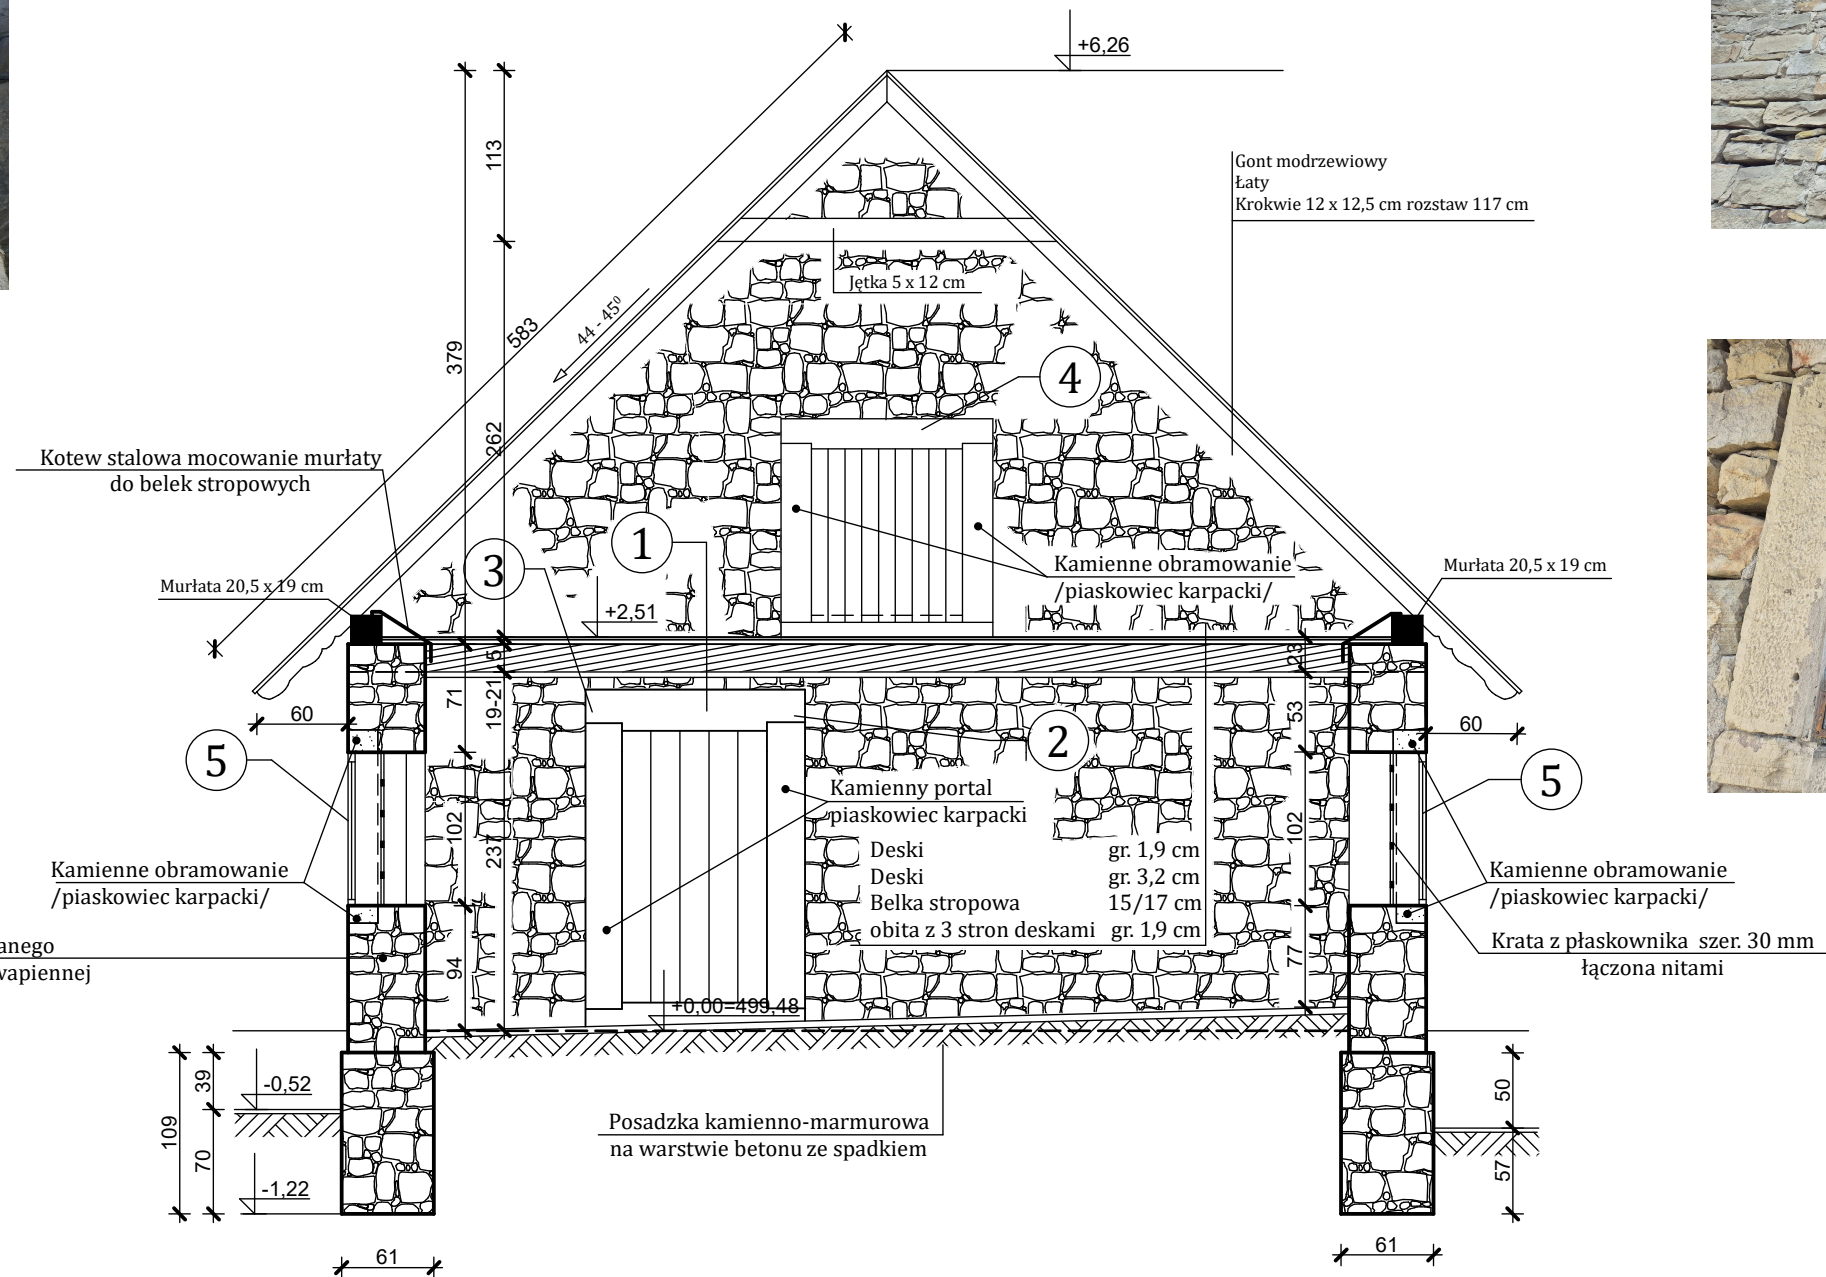 +6,26
113
Gont modrzewiowy
Łaty
Krokwie 12 x 12,5 cm rozstaw 117 cm
Jętka 5 x 12 cm
583
44 - 45⁰
379
4
262
Kotew stalowa mocowanie murłaty
do belek stropowych
1
3
Kamienne obramowanie
/piaskowiec karpacki/
Murłata 20,5 x 19 cm
Murłata 20,5 x 19 cm
+2,51
5
23
71
19-21
53
60
60
2
5
5
Kamienny portal
piaskowiec karpacki
102
237
102
Deski gr. 1,9 cm
Deski gr. 3,2 cm
Belka stropowa 15/17 cm
obita z 3 stron deskami gr. 1,9 cm
Kamienne obramowanie
/piaskowiec karpacki/
Kamienne obramowanie
/piaskowiec karpacki/
anego
wapiennej
94
77
Krata z płaskownika szer. 30 mm
łączona nitami
+0,00=499,48
-0,52
39
109
70
50
57
Posadzka kamienno-marmurowa
na warstwie betonu ze spadkiem
-1,22
61
61